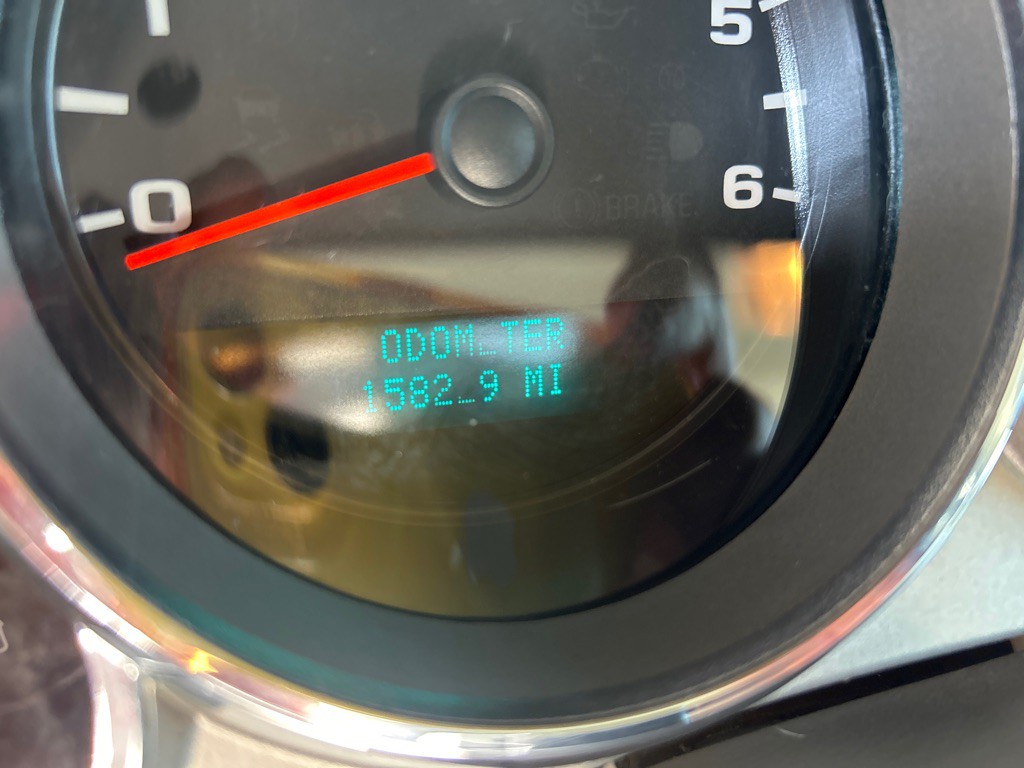 5
6
0
BRAKE
ODOM_TER
1582_9 MI